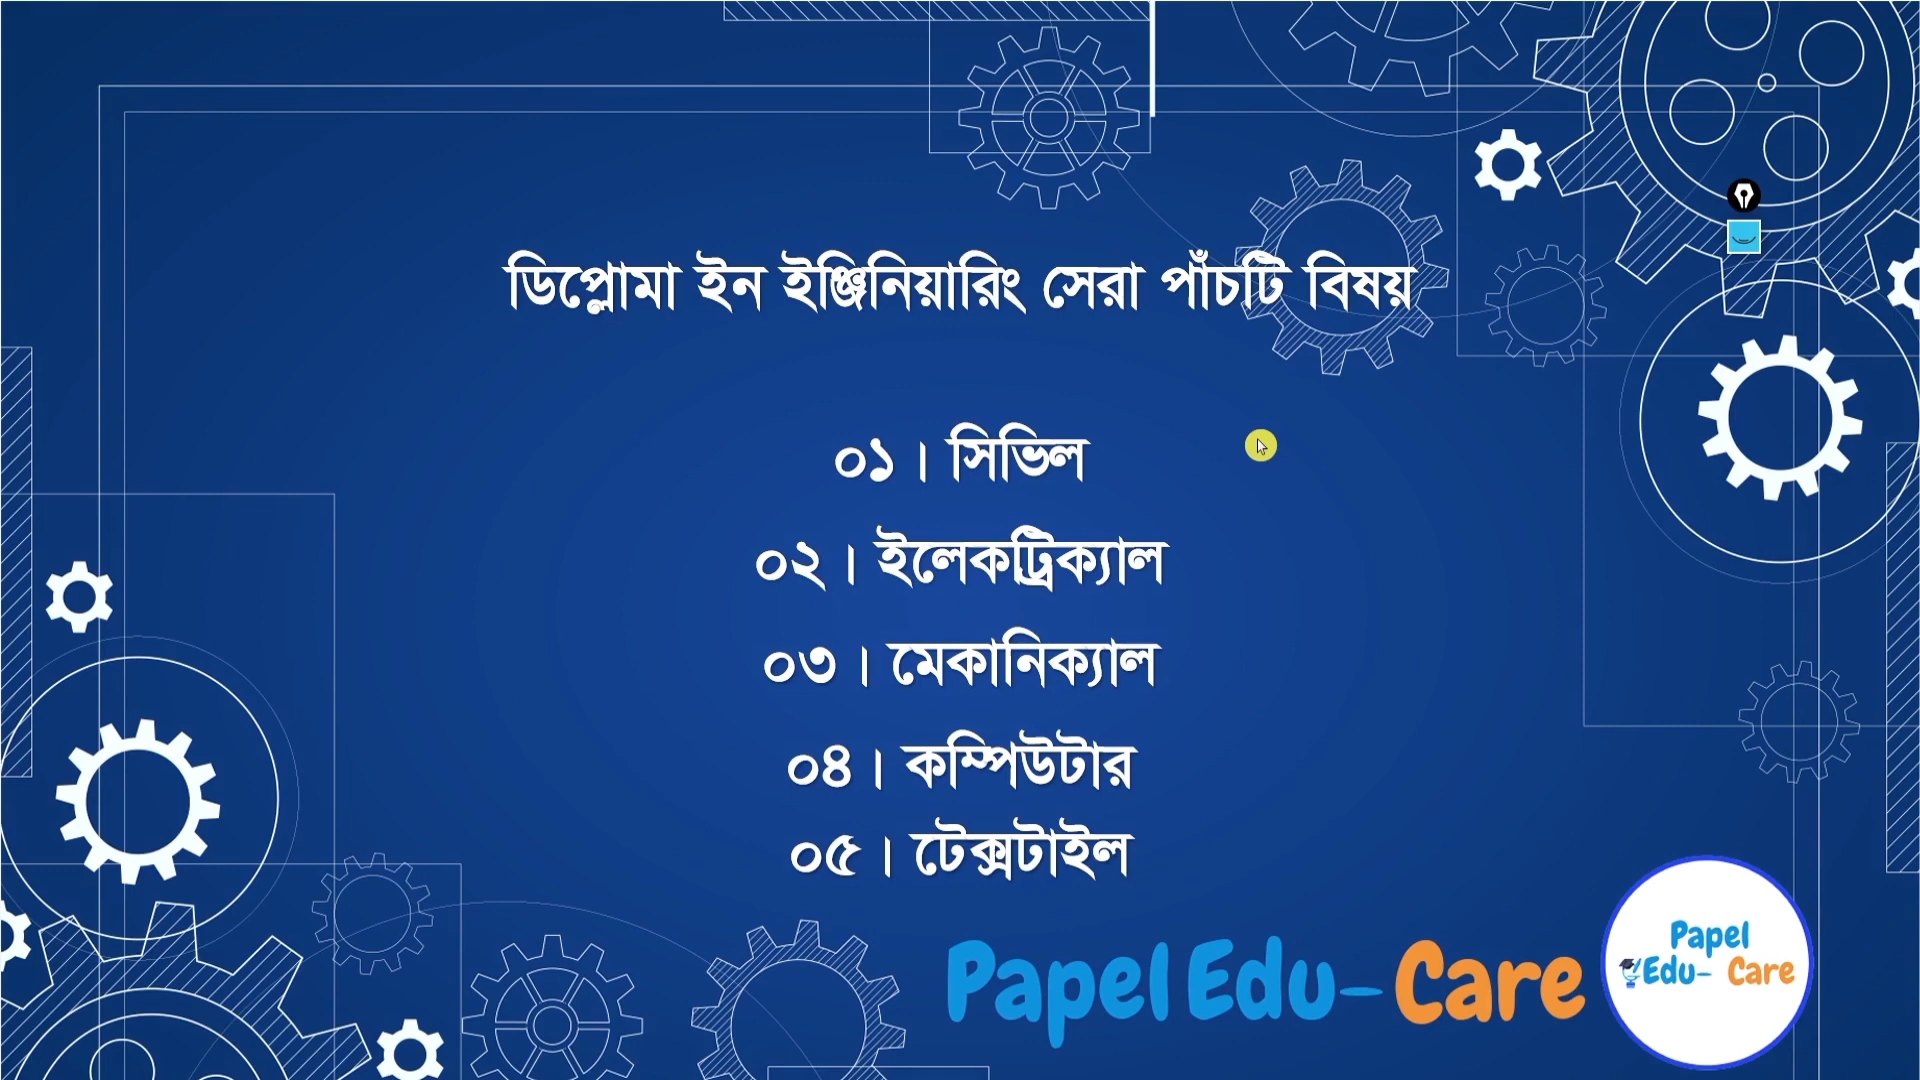 ডিপ্লোমা ইন ইঞ্জিনিয়ারিং সেরা পাঁচটি বিষয়
০১ । সিভিল
০২ । ইলেকট্রিক্যাল
০৩ । মেকানিক্যাল
০৪ । কম্পিউটার
০৫ । টেক্সটাইল
Papel Edu-Care
Papel
Edu- Care